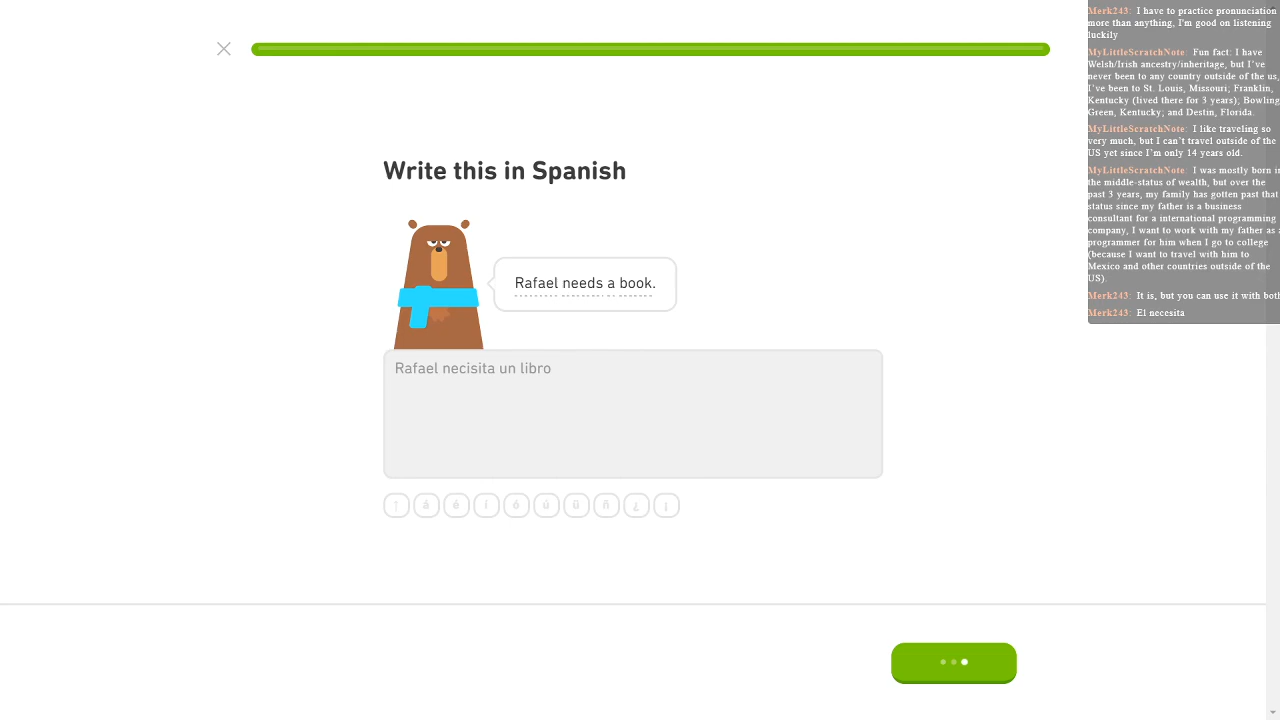 Write this in Spanish
Rafael needs a book.
Rafael necisita un libro
↑ á é í ó ú ü ñ ¿ ¡
Merk243: I have to practice pronunciation
more than anything, I'm good on listening
luckily
MyLittleScratchNote: Fun fact: I have
Welsh/Irish ancestry/inheritage, but I've
never been to any country outside of the us,
I've been to St. Louis, Missouri; Franklin,
Kentucky (lived there for 3 years); Bowling
Green, Kentucky; and Destin, Florida.
MyLittleScratchNote: I like traveling so
very much, but I can't travel outside of the
US yet since I'm only 14 years old.
MyLittleScratchNote: I was mostly born in
the middle-status of wealth, but over the
past 3 years, my family has gotten past that
status since my father is a business
consultant for a international programming
company, I want to work with my father as a
programmer for him when I go to college
(because I want to travel with him to
Mexico and other countries outside of the
US).
Merk243: It is, but you can use it with both
Merk243: El necesita